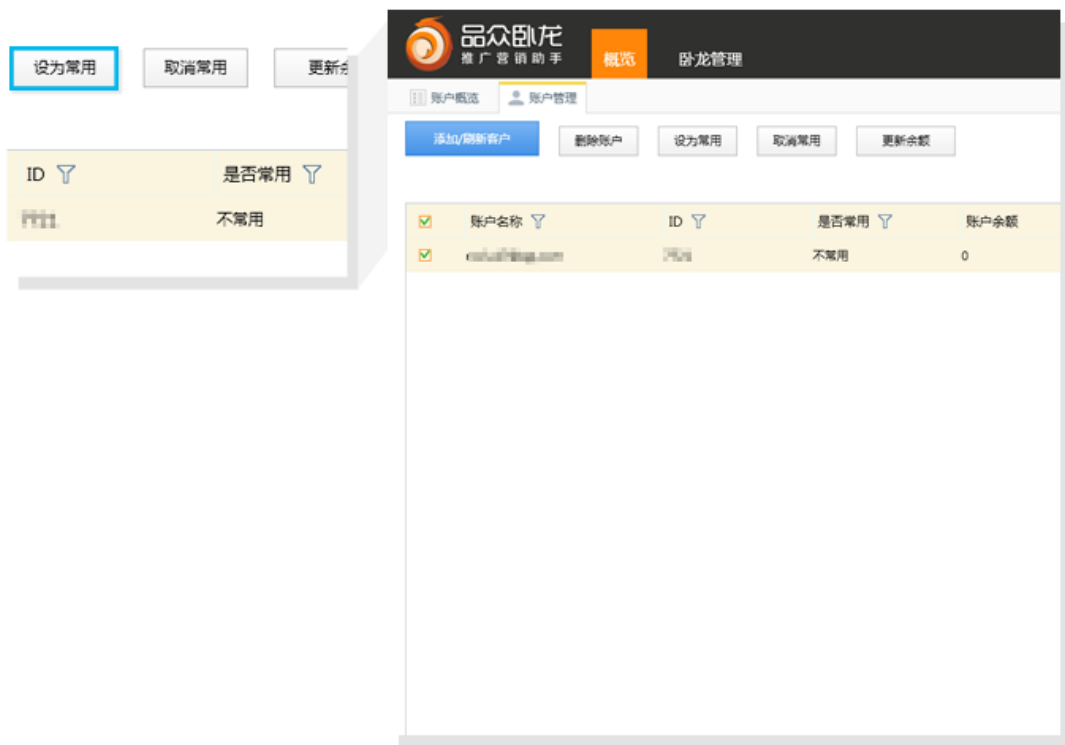 设为常用 取消常用 更新
ID 是否常用
不常用
品众卧龙
推广营销助手
概览 卧龙管理
账户概览 账户管理
添加/刷新客户 删除账户 设为常用 取消常用 更新余额
账户名称 ID 是否常用 账户余额
不常用 0